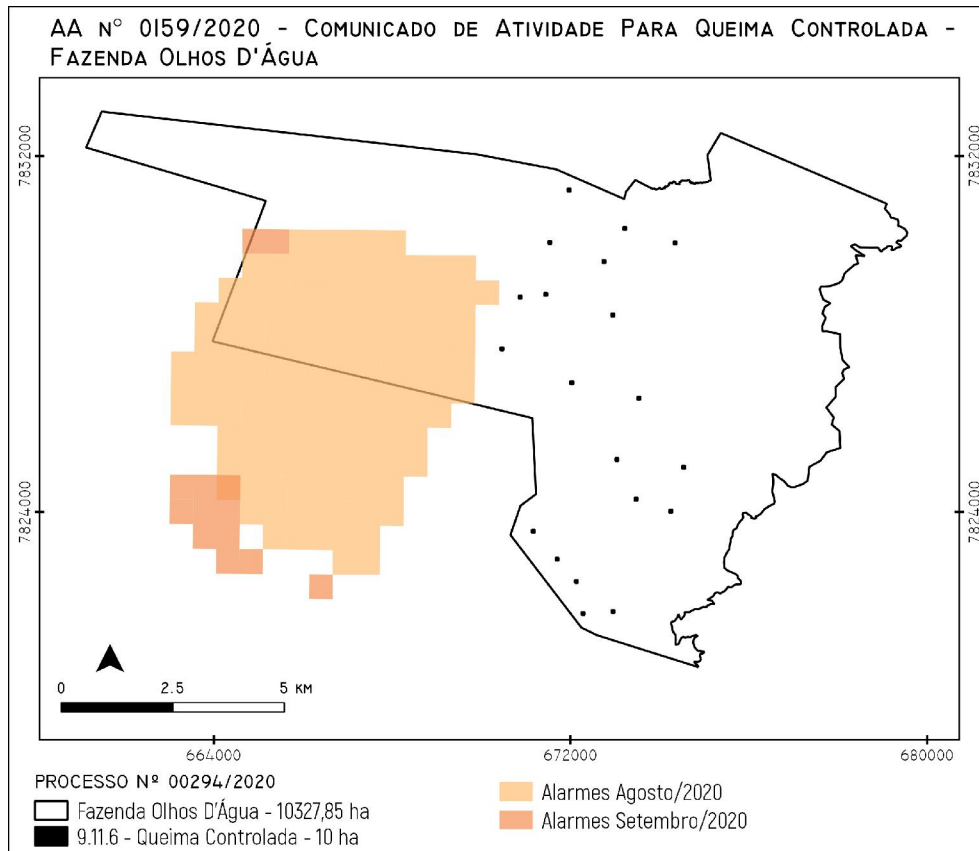 AA Nº 0159/2020 - COMUNICADO DE ATIVIDADE PARA QUEIMA CONTROLADA -
FAZENDA OLHOS D'ÁGUA
7832000
7832000
7824000
7824000
0 2.5 5 KM
664000 672000 680000
PROCESSO Nº 00294/2020
Fazenda Olhos D'Água - 10327,85 ha
9.11.6 - Queima Controlada - 10 ha
Alarmes Agosto/2020
Alarmes Setembro/2020